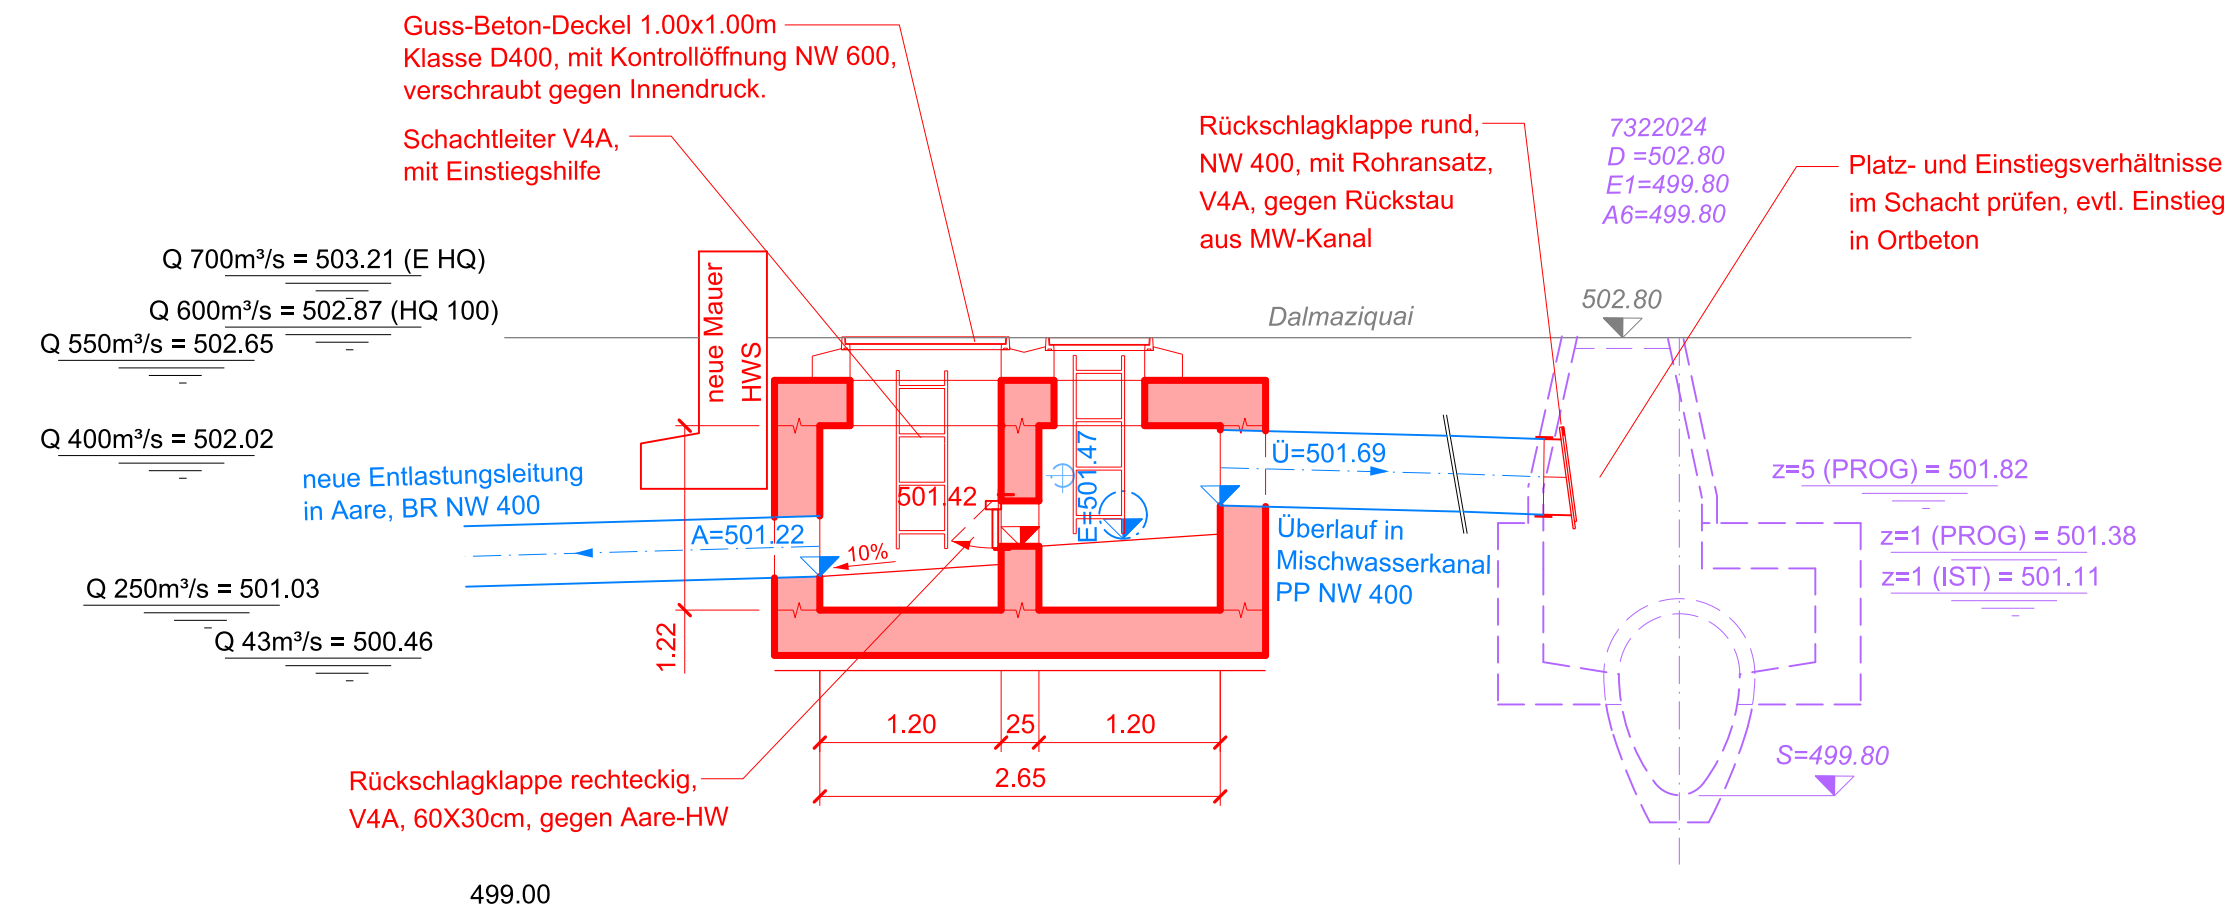 Guss-Beton-Deckel 1.00x1.00m
Klasse D400, mit Kontrollöffnung NW 600,
verschraubt gegen Innendruck.
Schachtleiter V4A,
mit Einstiegshilfe
Rückschlagklappe rund,
NW 400, mit Rohransatz,
V4A, gegen Rückstau
aus MW-Kanal
7322024
D =502.80
E1=499.80
A6=499.80
Platz- und Einstiegsverhältnisse
im Schacht prüfen, evtl. Einstieg
in Ortbeton
Q 700m³/s = 503.21 (E HQ)
Q 600m³/s = 502.87 (HQ 100)
Q 550m³/s = 502.65
Q 400m³/s = 502.02
Q 250m³/s = 501.03
Q 43m³/s = 500.46
neue Mauer
HWS
Dalmaziquai
502.80
neue Entlastungsleitung
in Aare, BR NW 400
A=501.22
10%
501.42
E=501.47
Ü=501.69
Überlauf in
Mischwasserkanal
PP NW 400
z=5 (PROG) = 501.82
z=1 (PROG) = 501.38
z=1 (IST) = 501.11
S=499.80
1.22
1.20
25
1.20
2.65
Rückschlagklappe rechteckig,
V4A, 60X30cm, gegen Aare-HW
499.00